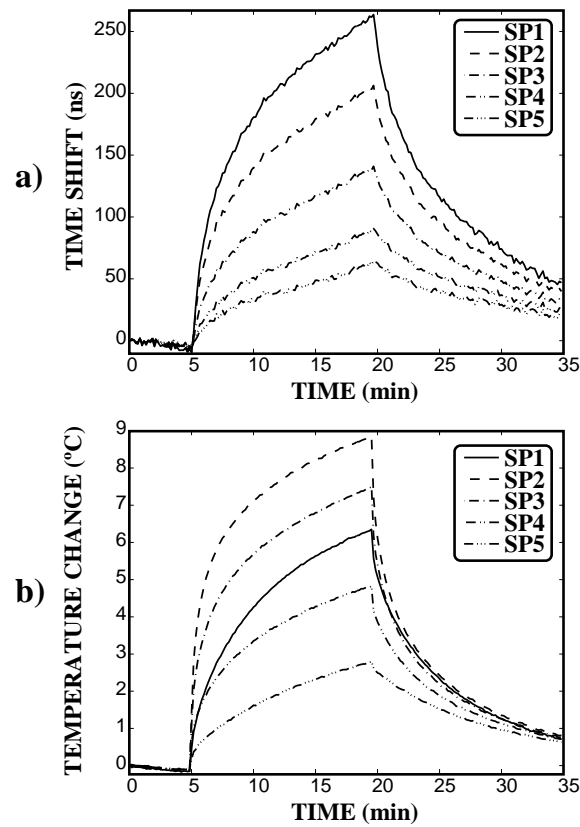 a)
TIME SHIFT (ns)
250
200
150
100
50
0
SP1
SP2
SP3
SP4
SP5
0 5 10 15 20 25 30 35
TIME (min)
b)
TEMPERATURE CHANGE (ºC)
9
8
7
6
5
4
3
2
1
0
SP1
SP2
SP3
SP4
SP5
0 5 10 15 20 25 30 35
TIME (min)